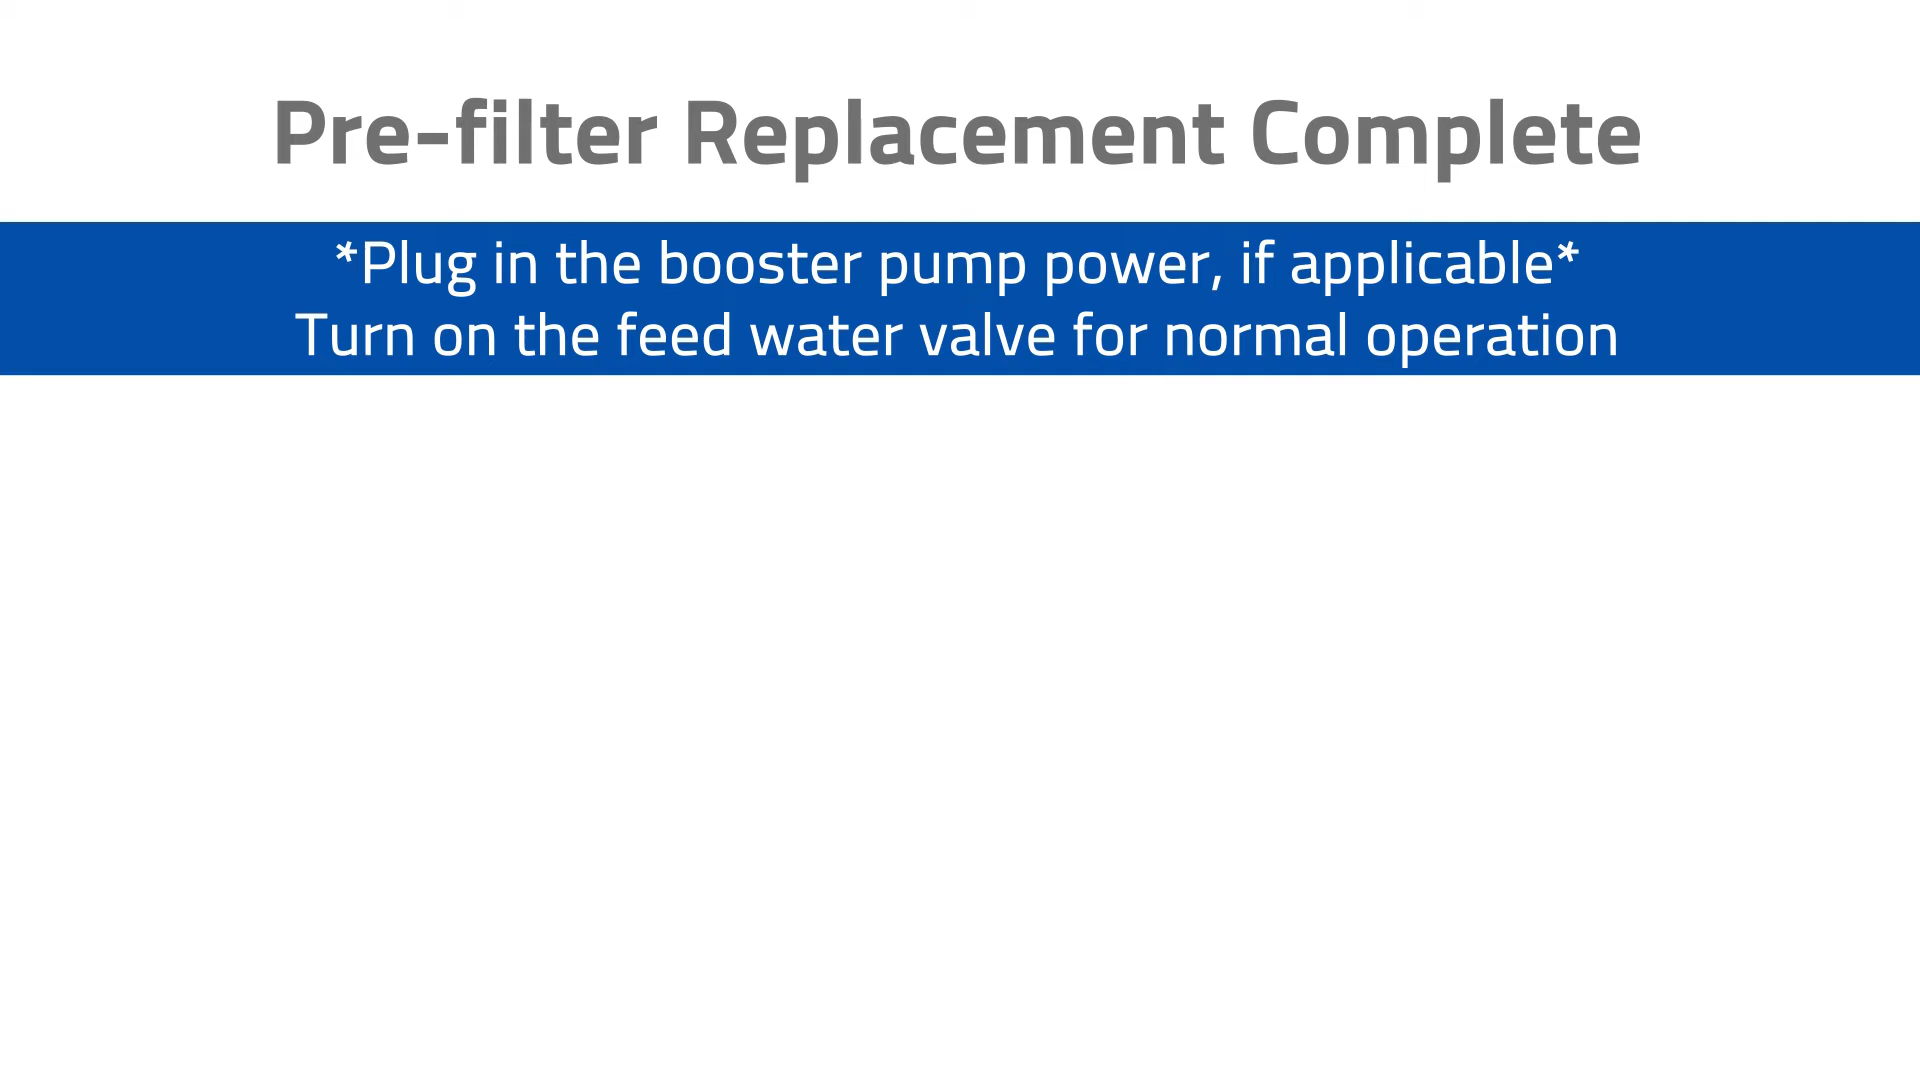 Pre-filter Replacement Complete
*Plug in the booster pump power, if applicable*
Turn on the feed water valve for normal operation